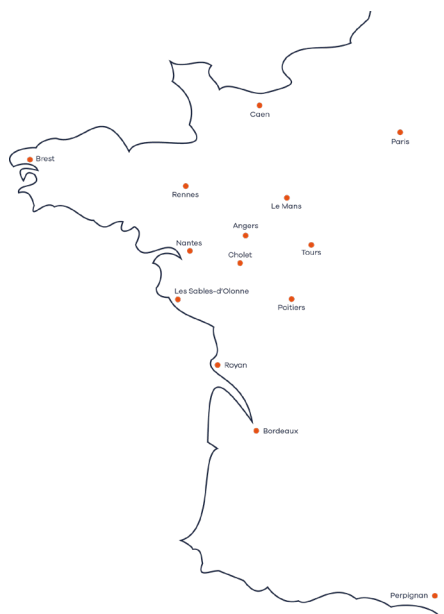 Caen
Paris
Brest
Rennes
Le Mans
Angers
Nantes
Tours
Cholet
Les Sables-d'Olonne
Poitiers
Royan
Bordeaux
Perpignan